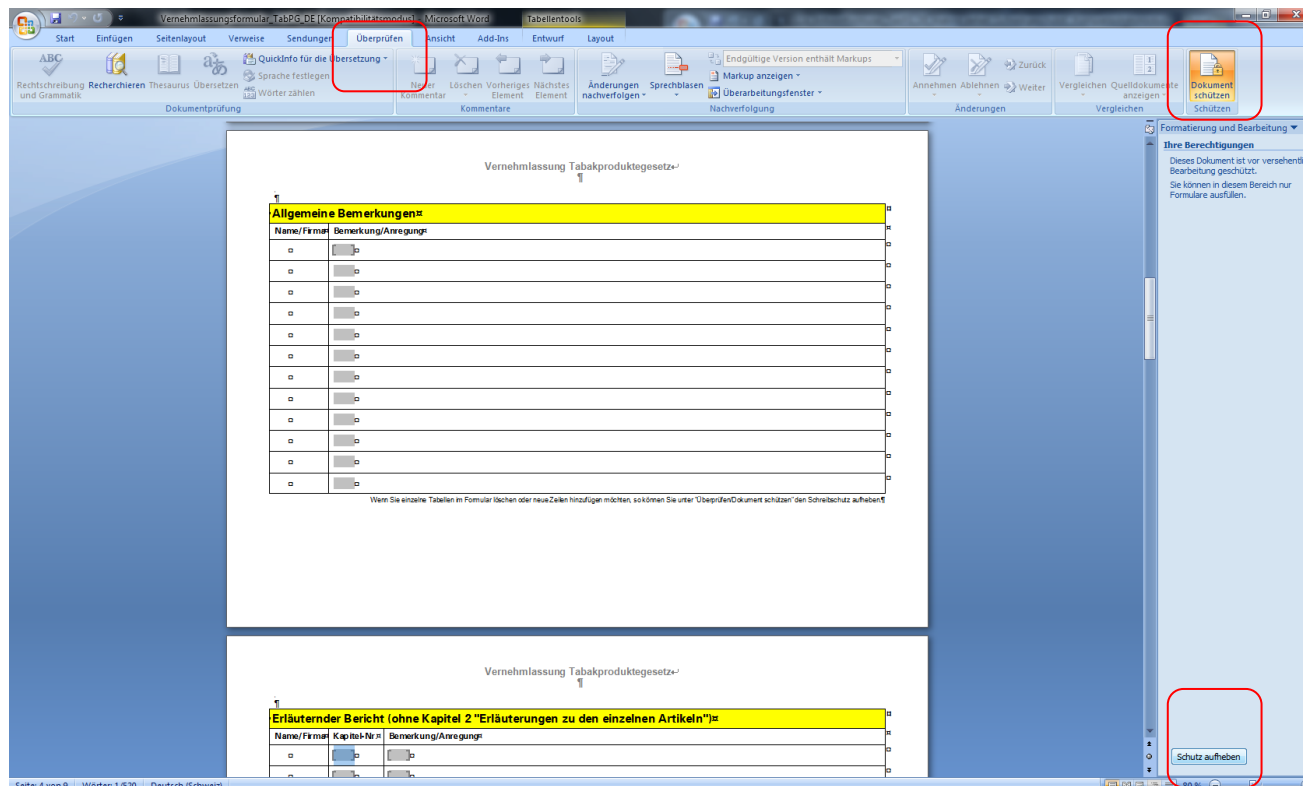 Vernehmlassungsformular_TabPG_DE [Kompatibilitätsmodus] - Microsoft Word Tabellentools
Start Einfügen Seitenlayout Verweise Sendungen Überprüfen Ansicht Add-Ins Entwurf Layout
Rechtschreibung und Grammatik
Recherchieren
Thesaurus
Übersetzen
QuickInfo für die Übersetzung
Sprache festlegen
Wörter zählen
Dokumentprüfung
Neuer Kommentar
Löschen
Vorheriges Element
Nächstes Element
Kommentare
Änderungen nachverfolgen
Sprechblasen
Endgültige Version enthält Markups
Markup anzeigen
Überarbeitungsfenster
Nachverfolgung
Annehmen
Ablehnen
Zurück
Weiter
Änderungen
Vergleichen
Quelldokumente anzeigen
Vergleichen
Dokument schützen
Schützen
Vernehmlassung Tabakproduktegesetz↵
¶
¶
Allgemeine Bemerkungen¤
Name/Firma¤ Bemerkung/Anregung¤
Wenn Sie einzelne Tabellen im Formular löschen oder neue Zeilen hinzufügen möchten, so können Sie unter "Überprüfen/Dokument schützen" den Schreibschutz aufheben¶
Vernehmlassung Tabakproduktegesetz↵
¶
¶
Erläuternder Bericht (ohne Kapitel 2 "Erläuterungen zu den einzelnen Artikeln")¤
Name/Firma¤ Kapitel-Nr.¤ Bemerkung/Anregung¤
Formatierung und Bearbeitung
Ihre Berechtigungen
Dieses Dokument ist vor versehentl
Bearbeitung geschützt.
Sie können in diesem Bereich nur
Formulare ausfüllen.
Schutz aufheben
Seite: 4 von 9 Wörter: 1/520 Deutsch (Schweiz) 80 %